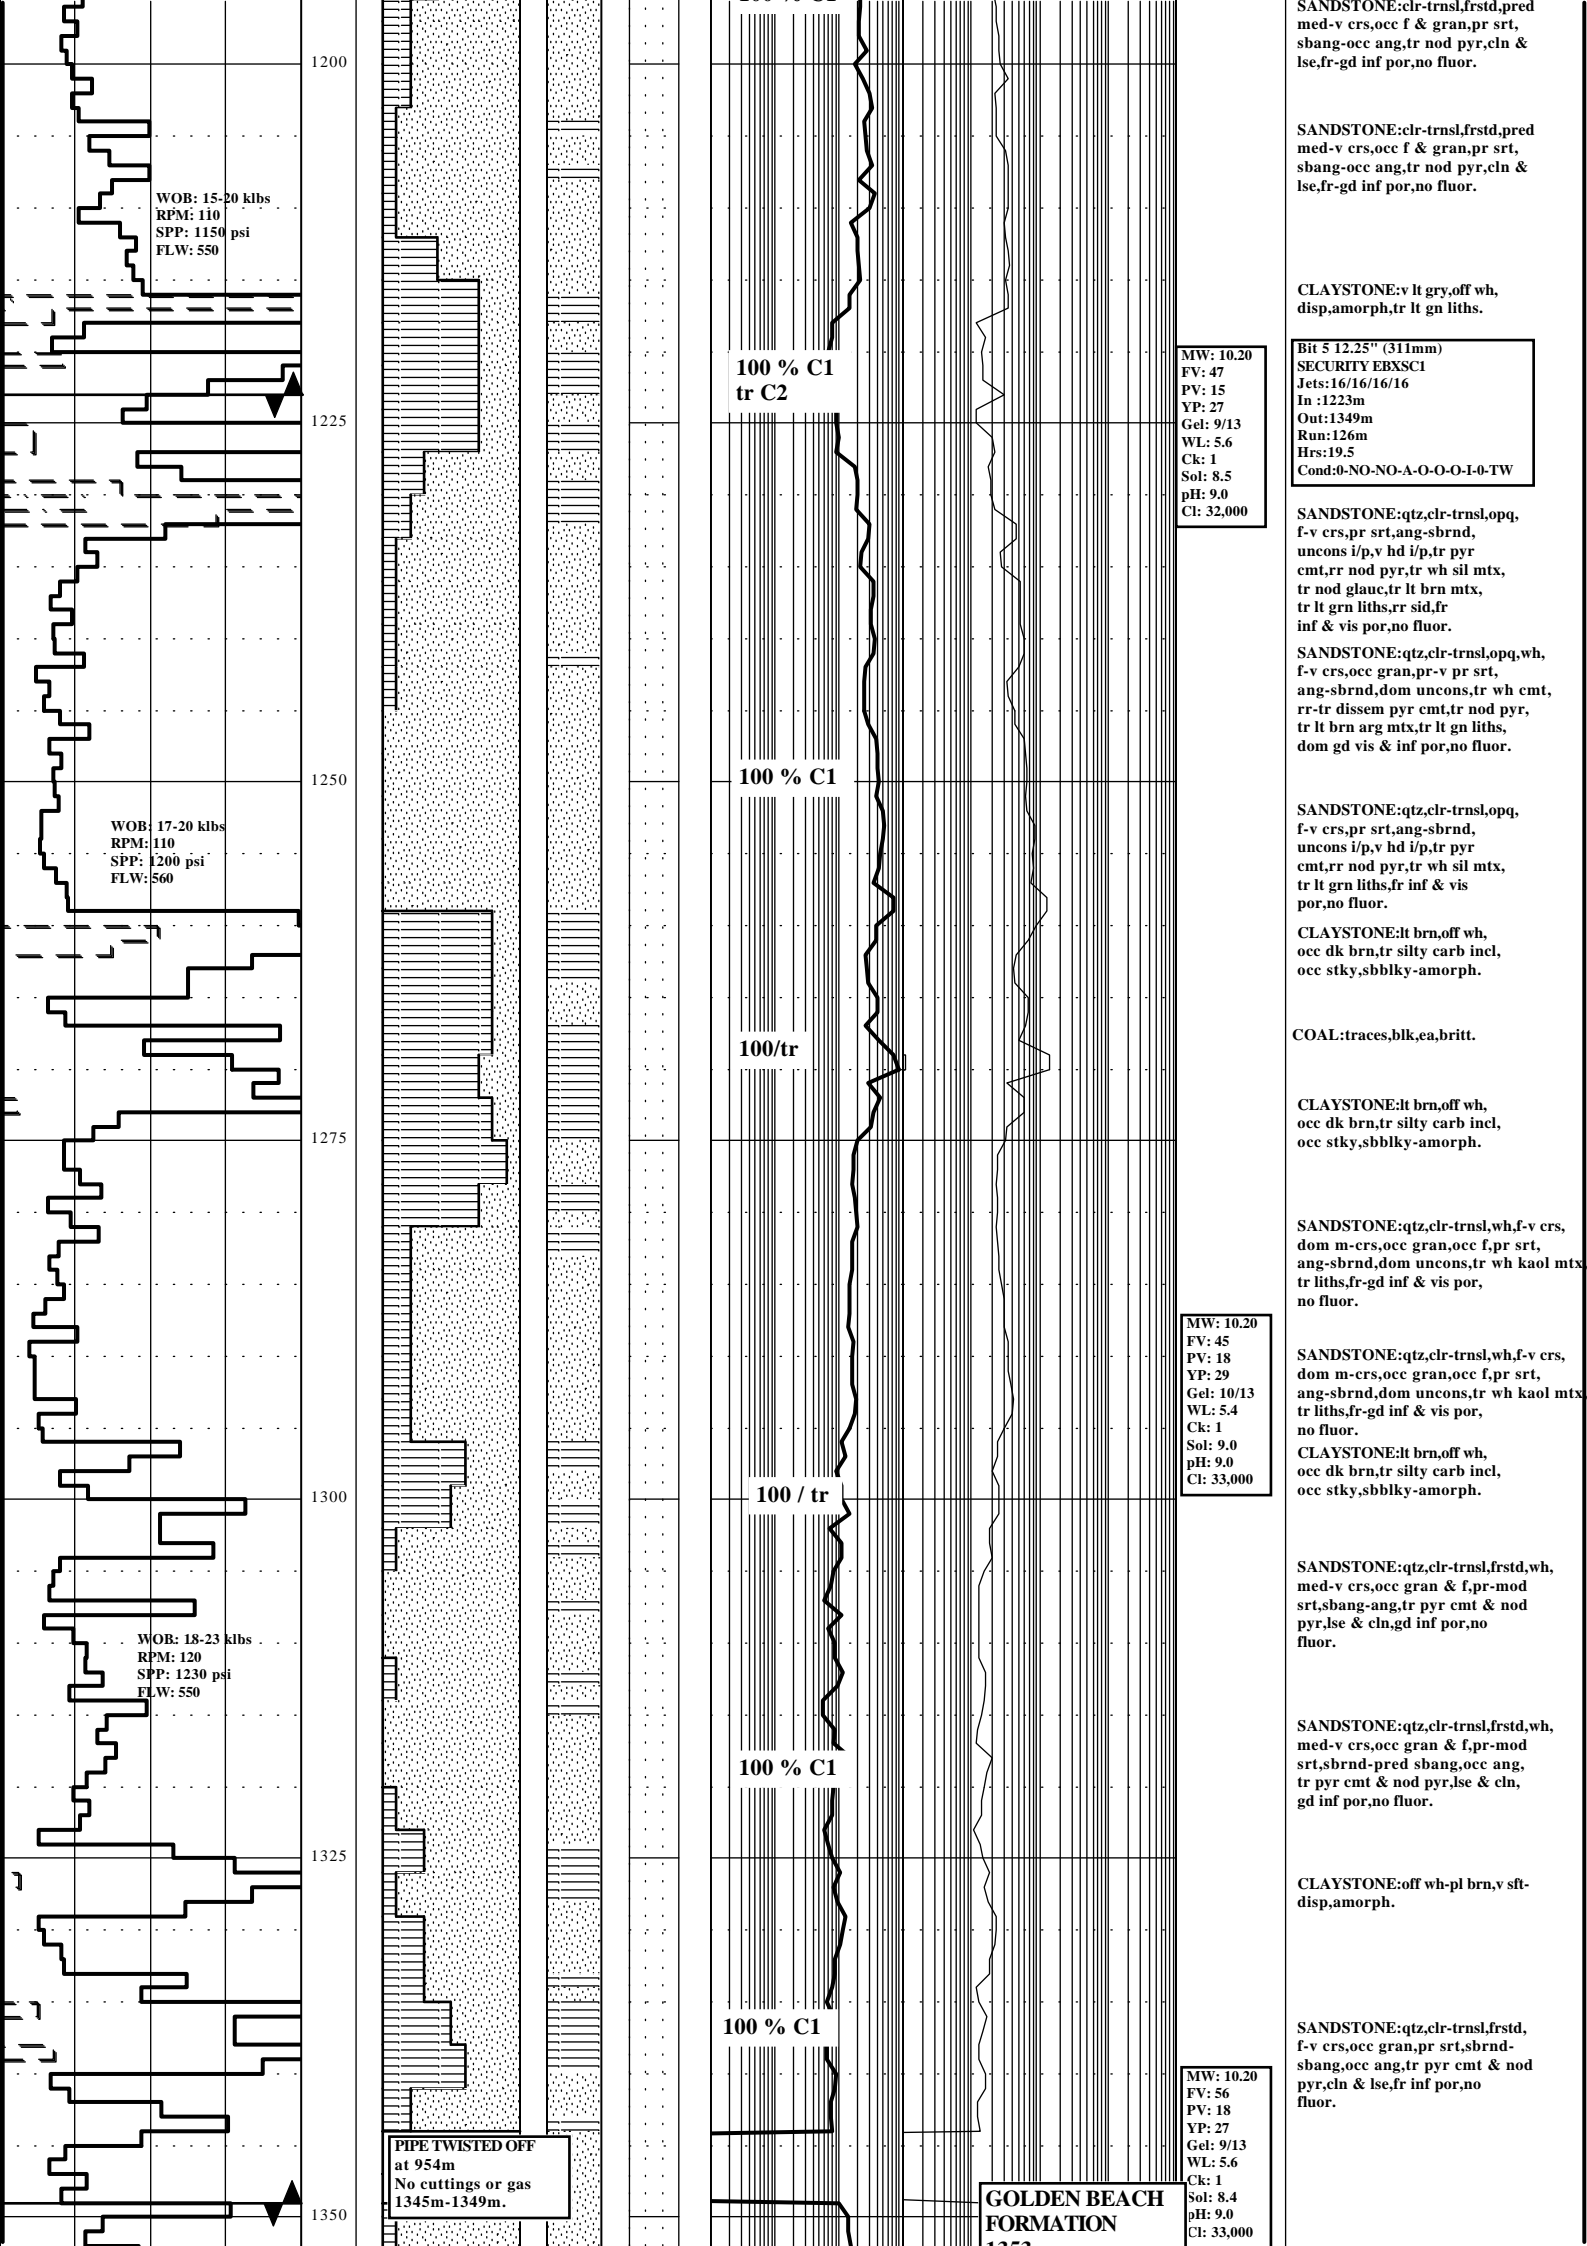 SANDSTONE:clr-trnsl,frstd,pred
med-v crs,occ f & gran,pr srt,
sbang-occ ang,tr nod pyr,cln &
lse,fr-gd inf por,no fluor.
1200
SANDSTONE:clr-trnsl,frstd,pred
med-v crs,occ f & gran,pr srt,
sbang-occ ang,tr nod pyr,cln &
lse,fr-gd inf por,no fluor.
WOB: 15-20 klbs
RPM: 110
SPP: 1150 psi
FLW: 550
CLAYSTONE:v lt gry,off wh,
disp,amorph,tr lt gn liths.
100 % C1
tr C2
MW: 10.20
FV: 47
PV: 15
YP: 27
Gel: 9/13
WL: 5.6
Ck: 1
Sol: 8.5
pH: 9.0
Cl: 32,000
Bit 5 12.25" (311mm)
SECURITY EBXSC1
Jets:16/16/16/16
In :1223m
Out:1349m
Run:126m
Hrs:19.5
Cond:0-NO-NO-A-O-O-O-I-0-TW
1225
SANDSTONE:qtz,clr-trnsl,opq,
f-v crs,pr srt,ang-sbrnd,
uncons i/p,v hd i/p,tr pyr
cmt,rr nod pyr,tr wh sil mtx,
tr nod glauc,tr lt brn mtx,
tr lt grn liths,rr sid,fr
inf & vis por,no fluor.
SANDSTONE:qtz,clr-trnsl,opq,wh,
f-v crs,occ gran,pr-v pr srt,
ang-sbrnd,dom uncons,tr wh cmt,
rr-tr dissem pyr cmt,tr nod pyr,
tr lt brn arg mtx,tr lt gn liths,
dom gd vis & inf por,no fluor.
1250
100 % C1
WOB: 17-20 klbs
RPM: 110
SPP: 1200 psi
FLW: 560
SANDSTONE:qtz,clr-trnsl,opq,
f-v crs,pr srt,ang-sbrnd,
uncons i/p,v hd i/p,tr pyr
cmt,rr nod pyr,tr wh sil mtx,
tr lt grn liths,fr inf & vis
por,no fluor.
CLAYSTONE:lt brn,off wh,
occ dk brn,tr silty carb incl,
occ stky,sbblky-amorph.
100/tr
COAL:traces,blk,ea,britt.
CLAYSTONE:lt brn,off wh,
occ dk brn,tr silty carb incl,
occ stky,sbblky-amorph.
1275
SANDSTONE:qtz,clr-trnsl,wh,f-v crs,
dom m-crs,occ gran,occ f,pr srt,
ang-sbrnd,dom uncons,tr wh kaol mtx
tr liths,fr-gd inf & vis por,
no fluor.
MW: 10.20
FV: 45
PV: 18
YP: 29
Gel: 10/13
WL: 5.4
Ck: 1
Sol: 9.0
pH: 9.0
Cl: 33,000
SANDSTONE:qtz,clr-trnsl,wh,f-v crs,
dom m-crs,occ gran,occ f,pr srt,
ang-sbrnd,dom uncons,tr wh kaol mtx
tr liths,fr-gd inf & vis por,
no fluor.
CLAYSTONE:lt brn,off wh,
occ dk brn,tr silty carb incl,
occ stky,sbblky-amorph.
1300
100 / tr
SANDSTONE:qtz,clr-trnsl,frstd,wh,
med-v crs,occ gran & f,pr-mod
srt,sbang-ang,tr pyr cmt & nod
pyr,lse & cln,gd inf por,no
fluor.
WOB: 18-23 klbs
RPM: 120
SPP: 1230 psi
FLW: 550
SANDSTONE:qtz,clr-trnsl,frstd,wh,
med-v crs,occ gran & f,pr-mod
srt,sbrnd-pred sbang,occ ang,
tr pyr cmt & nod pyr,lse & cln,
gd inf por,no fluor.
100 % C1
1325
CLAYSTONE:off wh-pl brn,v sft-
disp,amorph.
100 % C1
SANDSTONE:qtz,clr-trnsl,frstd,
f-v crs,occ gran,pr srt,sbrnd-
sbang,occ ang,tr pyr cmt & nod
pyr,cln & lse,fr inf por,no
fluor.
MW: 10.20
FV: 56
PV: 18
YP: 27
Gel: 9/13
WL: 5.6
Ck: 1
Sol: 8.4
pH: 9.0
Cl: 33,000
PIPE TWISTED OFF
at 954m
No cuttings or gas
1345m-1349m.
1350
GOLDEN BEACH
FORMATION